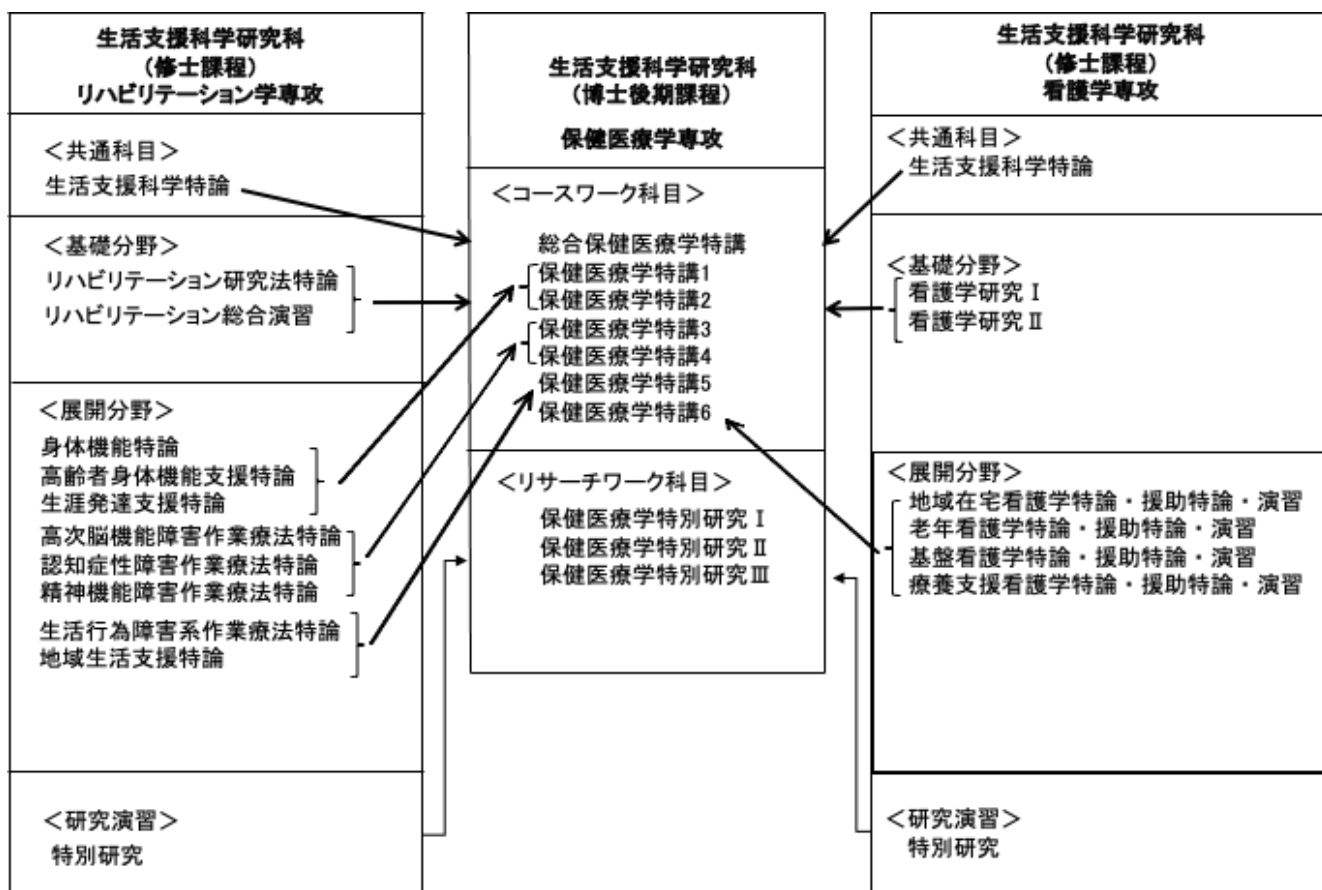 生活支援科学研究科
(修士課程)
リハビリテーション学専攻
＜共通科目＞
生活支援科学特論
＜基礎分野＞
リハビリテーション研究法特論
リハビリテーション総合演習
＜展開分野＞
身体機能特論
高齢者身体機能支援特論
生涯発達支援特論
高次脳機能障害作業療法特論
認知症性障害作業療法特論
精神機能障害作業療法特論
生活行為障害系作業療法特論
地域生活支援特論
＜研究演習＞
特別研究
生活支援科学研究科
(博士後期課程)
保健医療学専攻
＜コースワーク科目＞
総合保健医療学特講
保健医療学特講1
保健医療学特講2
保健医療学特講3
保健医療学特講4
保健医療学特講5
保健医療学特講6
＜リサーチワーク科目＞
保健医療学特別研究Ⅰ
保健医療学特別研究Ⅱ
保健医療学特別研究Ⅲ
生活支援科学研究科
(修士課程)
看護学専攻
＜共通科目＞
生活支援科学特論
＜基礎分野＞
看護学研究Ⅰ
看護学研究Ⅱ
＜展開分野＞
地域在宅看護学特論・援助特論・演習
老年看護学特論・援助特論・演習
基盤看護学特論・援助特論・演習
療養支援看護学特論・援助特論・演習
＜研究演習＞
特別研究